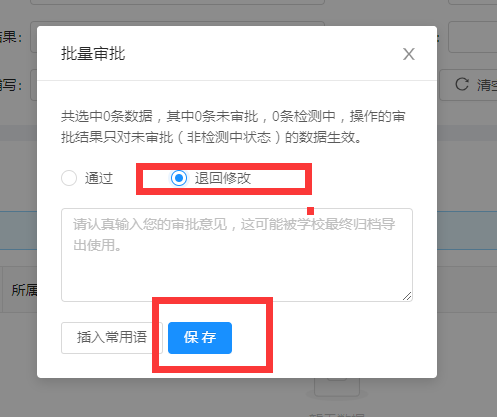 结果:
批量审批
填写:
清空
共选中0条数据，其中0条未审批，0条检测中，操作的审
批结果只对未审批（非检测中状态）的数据生效。
通过
退回修改
请认真输入您的审批意见，这可能被学校最终归档导
出使用。
所属
插入常用语
保 存